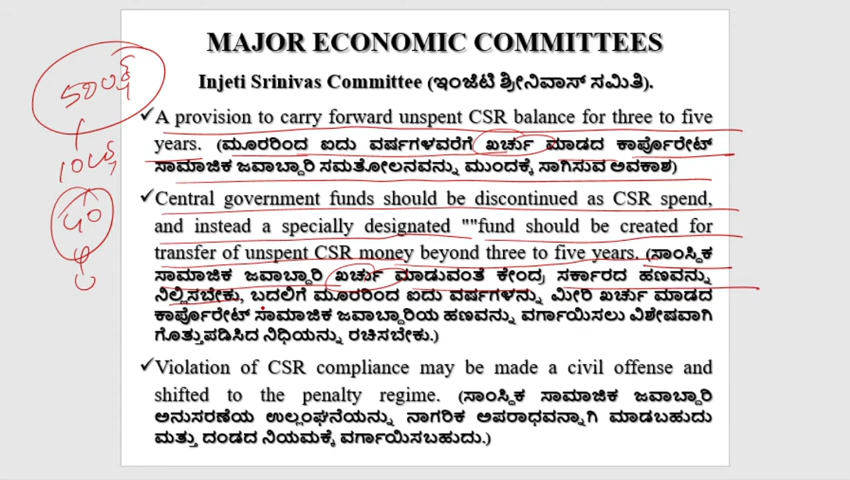 MAJOR ECONOMIC COMMITTEES
Injeti Srinivas Committee (ಇಂಜೆಟಿ ಶ್ರೀನಿವಾಸ್ ಸಮಿತಿ).
✓A provision to carry forward unspent CSR balance for three to five
years. (ಮೂರರಿಂದ ಐದು ವರ್ಷಗಳವರೆಗೆ ಖರ್ಚು ಮಾಡದ ಕಾರ್ಪೊರೇಟ್
ಸಾಮಾಜಿಕ ಜವಾಬ್ದಾರಿ ಸಮತೋಲನವನ್ನು ಮುಂದಕ್ಕೆ ಸಾಗಿಸುವ ಅವಕಾಶ)
✓Central government funds should be discontinued as CSR spend,
and instead a specially designated ""fund should be created for
transfer of unspent CSR money beyond three to five years. (ಸಾಂಸ್ಥಿಕ
ಸಾಮಾಜಿಕ ಜವಾಬ್ದಾರಿ ಖರ್ಚು ಮಾಡುವಂತೆ ಕೇಂದ್ರ ಸರ್ಕಾರದ ಹಣವನ್ನು
ನಿಲ್ಲಿಸಬೇಕು, ಬದಲಿಗೆ ಮೂರರಿಂದ ಐದು ವರ್ಷಗಳನ್ನು ಮೀರಿ ಖರ್ಚು ಮಾಡದ
ಕಾರ್ಪೊರೇಟ್ ಸಾಮಾಜಿಕ ಜವಾಬ್ದಾರಿಯ ಹಣವನ್ನು ವರ್ಗಾಯಿಸಲು ವಿಶೇಷವಾಗಿ
ಗೊತ್ತುಪಡಿಸಿದ ನಿಧಿಯನ್ನು ರಚಿಸಬೇಕು.)
✓Violation of CSR compliance may be made a civil offense and
shifted to the penalty regime. (ಸಾಂಸ್ಥಿಕ ಸಾಮಾಜಿಕ ಜವಾಬ್ದಾರಿ
ಅನುಸರಣೆಯ ಉಲ್ಲಂಘನೆಯನ್ನು ನಾಗರಿಕ ಅಪರಾಧವನ್ನಾಗಿ ಮಾಡಬಹುದು
ಮತ್ತು ದಂಡದ ನಿಯಮಕ್ಕೆ ವರ್ಗಾಯಿಸಬಹುದು.)